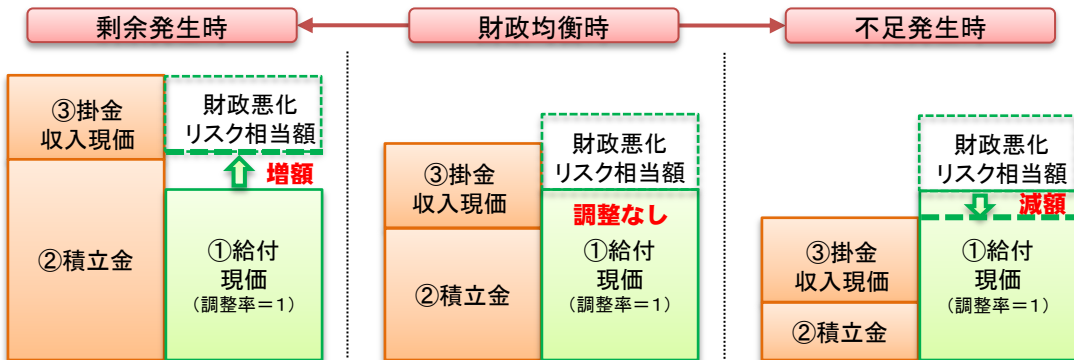 剰余発生時
財政均衡時
不足発生時
③掛金
収入現価
②積立金
財政悪化
リスク相当額
増額
①給付
現価
(調整率＝1)
③掛金
収入現価
②積立金
財政悪化
リスク相当額
調整なし
①給付
現価
(調整率＝1)
③掛金
収入現価
②積立金
財政悪化
リスク相当額
減額
①給付
現価
(調整率＝1)